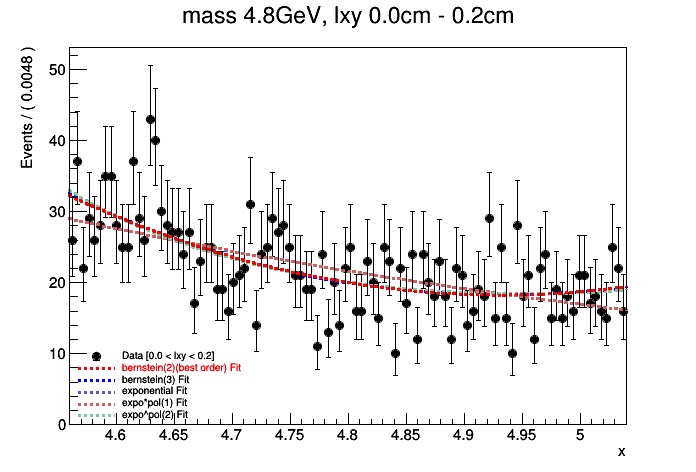 mass 4.8GeV, lxy 0.0cm - 0.2cm
Events / ( 0.0048 )
50
40
30
20
10
0
Data [0.0 < lxy < 0.2]
bernstein(2)(best order) Fit
bernstein(3) Fit
exponential Fit
expo*pol(1) Fit
expo*pol(2) Fit
4.6 4.65 4.7 4.75 4.8 4.85 4.9 4.95 5
x